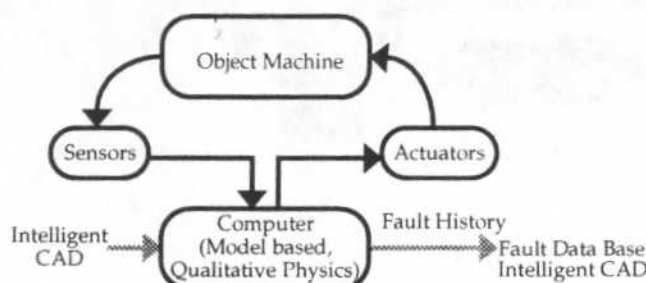 Object Machine
Sensors
Actuators
Intelligent
CAD
Computer
(Model based,
Qualitative Physics)
Fault History
Fault Data Base
Intelligent CAD